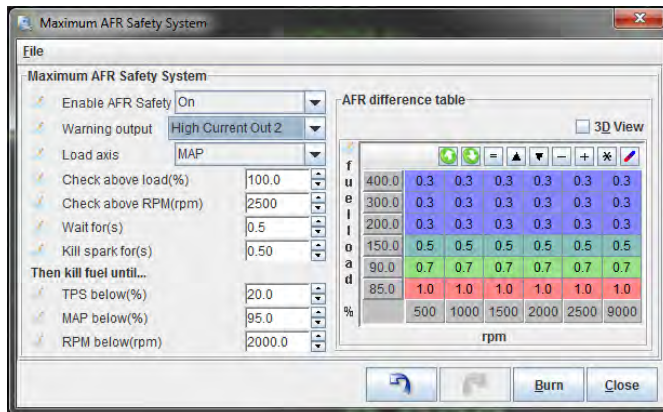 Maximum AFR Safety System
File
Maximum AFR Safety System
Enable AFR Safety On
Warning output High Current Out 2
Load axis MAP
Check above load(%) 100.0
Check above RPM(rpm) 2500
Wait for(s) 0.5
Kill spark for(s) 0.50
Then kill fuel until...
TPS below(%) 20.0
MAP below(%) 95.0
RPM below(rpm) 2000.0
AFR difference table
3D View
= - + *
fuelload
%
400.0 0.3 0.3 0.3 0.3 0.3 0.3
300.0 0.3 0.3 0.3 0.3 0.3 0.3
200.0 0.3 0.3 0.3 0.3 0.3 0.3
150.0 0.5 0.5 0.5 0.5 0.5 0.5
90.0 0.7 0.7 0.7 0.7 0.7 0.7
85.0 1.0 1.0 1.0 1.0 1.0 1.0
500 1000 1500 2000 2500 9000
rpm
Burn Close